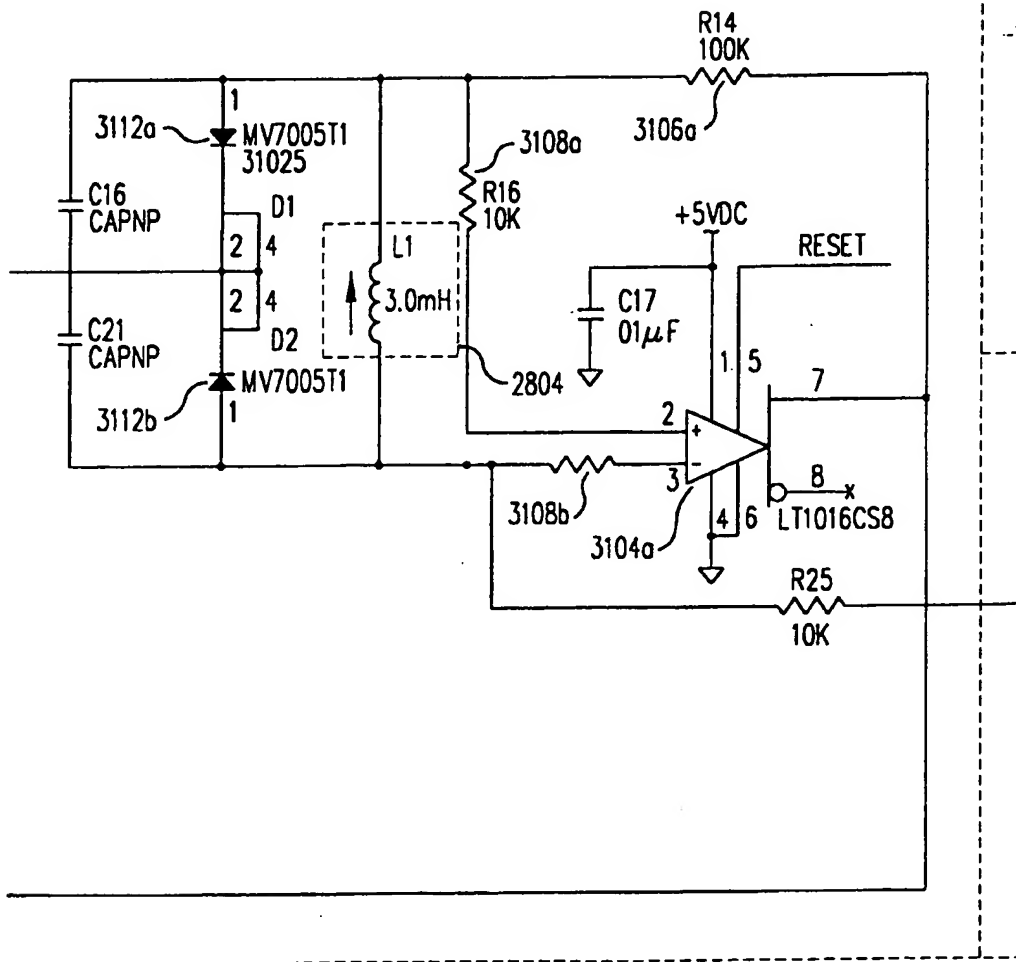 R14
100K
3106a
1
3112a
MV7005T1
31025
3108a
C16
CAPNP
R16
10K
D1
2 4
+5VDC
RESET
L1
3.0mH
C17
01µF
2 4
C21
CAPNP
D2
MV7005T1
2804
1 5
7
3112b
1
2
+
-
3
8
x
3108b
4 6
LT1016CS8
3104a
R25
10K